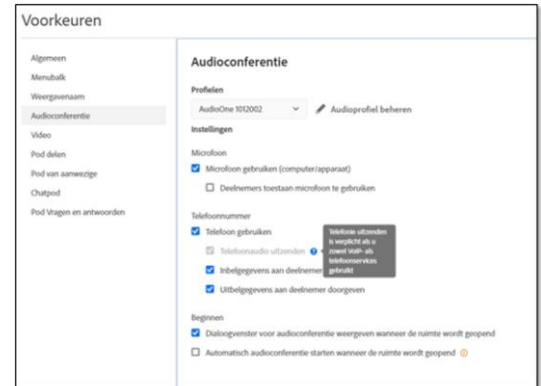 Voorkeuren
Algemeen
Menubalk
Weergavenaam
Audioconferentie
Video
Pod delen
Pod van aanwezige
Chatpod
Pod Vragen en antwoorden
Audioconferentie
Profielen
AudioOne 1012002
Audioprofiel beheren
Instellingen
Microfoon
Microfoon gebruiken (computer/apparaat)
Deelnemers toestaan microfoon te gebruiken
Telefoonnummer
Telefoon gebruiken
Telefoonaudio uitzenden
Telefonie uitzenden
is verplicht als u
zowel VoIP- als
telefoonservices
gebruikt
Inbelgegevens aan deelnemer
Uitbelgegevens aan deelnemer doorgeven
Beginnen
Dialoogvenster voor audioconferentie weergeven wanneer de ruimte wordt geopend
Automatisch audioconferentie starten wanneer de ruimte wordt geopend